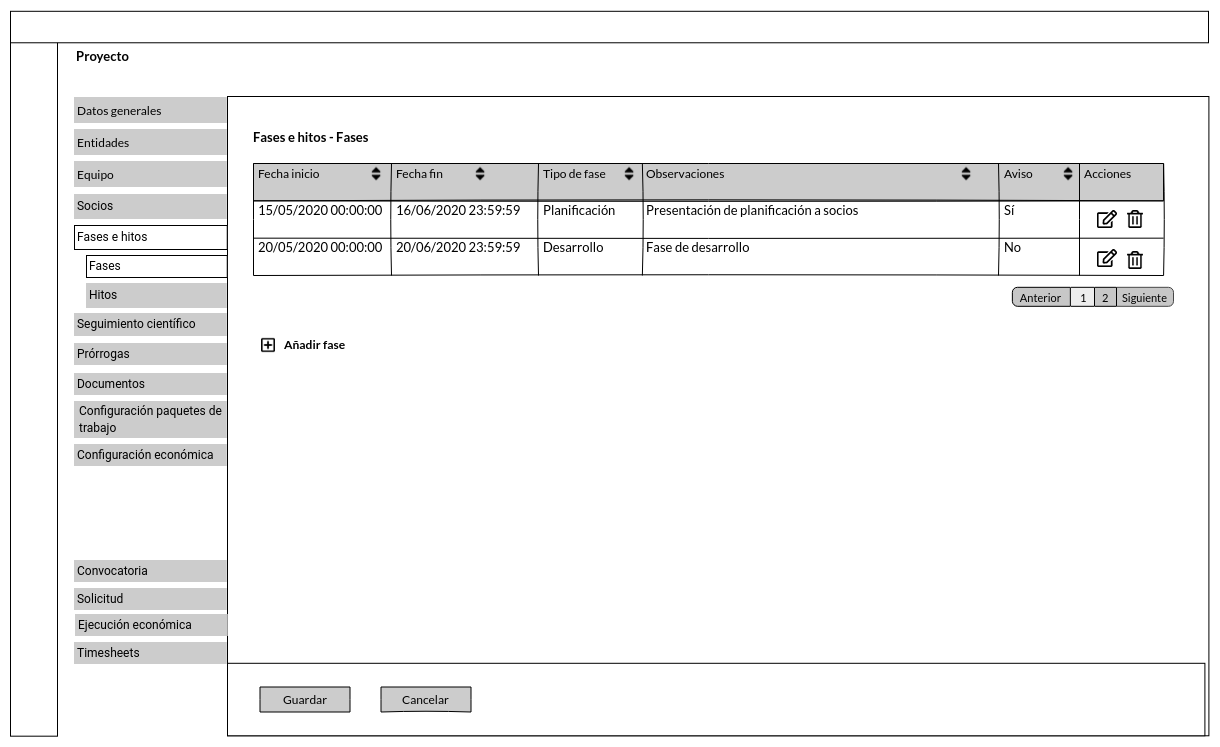 Proyecto
Datos generales
Entidades
Equipo
Socios
Fases e hitos
Fases
Hitos
Seguimiento científico
Prórrogas
Documentos
Configuración paquetes de
trabajo
Configuración económica
Convocatoria
Solicitud
Ejecución económica
Timesheets
Fases e hitos - Fases
Fecha inicio Fecha fin Tipo de fase Observaciones Aviso Acciones
15/05/2020 00:00:00 16/06/2020 23:59:59 Planificación Presentación de planificación a socios Sí
20/05/2020 00:00:00 20/06/2020 23:59:59 Desarrollo Fase de desarrollo No
Anterior 1 2 Siguiente
Añadir fase
Guardar Cancelar